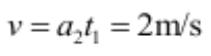 v = a₂t₁ = 2m/s